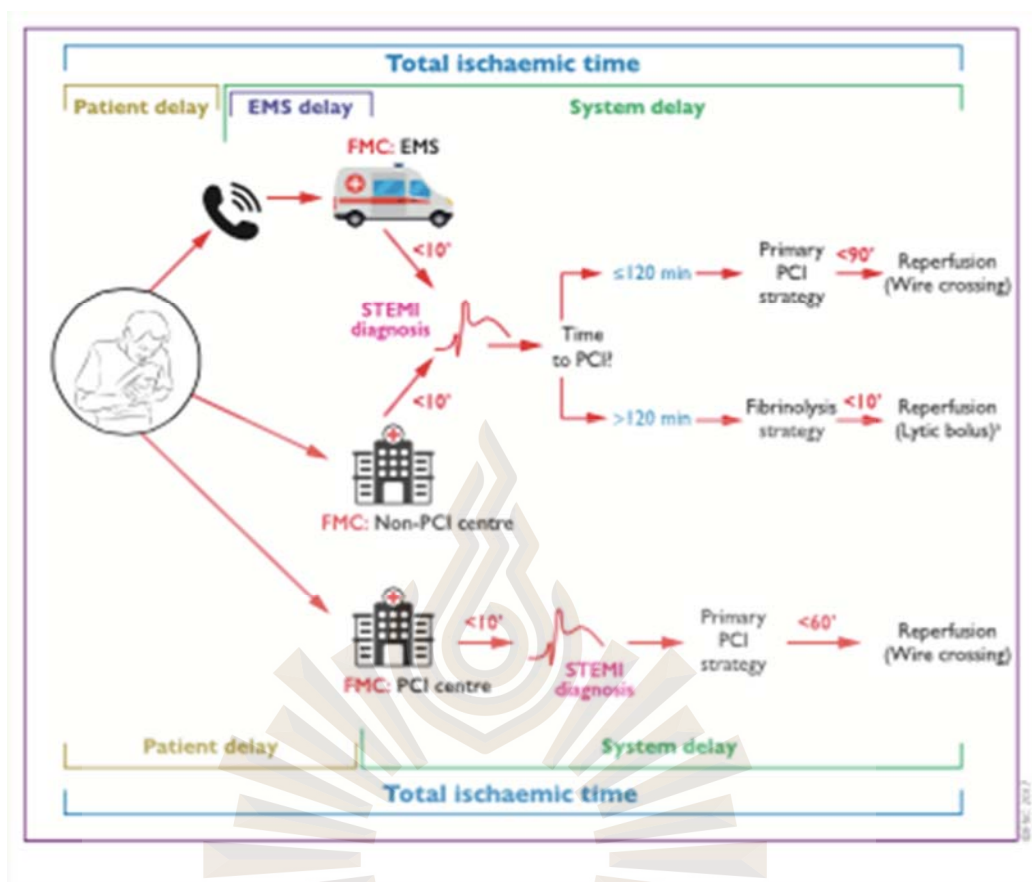 Total ischaemic time
Patient delay
EMS delay
System delay
FMC: EMS
<10'
STEMI
diagnosis
<10'
Time
to PCI?
≤120 min
Primary
PCI
strategy
<90'
Reperfusion
(Wire crossing)
>120 min
Fibrinolysis
strategy
<10'
Reperfusion
(Lytic bolus)ª
FMC: Non-PCI centre
FMC: PCI centre
<10'
STEMI
diagnosis
Primary
PCI
strategy
<60'
Reperfusion
(Wire crossing)
Patient delay
System delay
Total ischaemic time
©ESC 2017